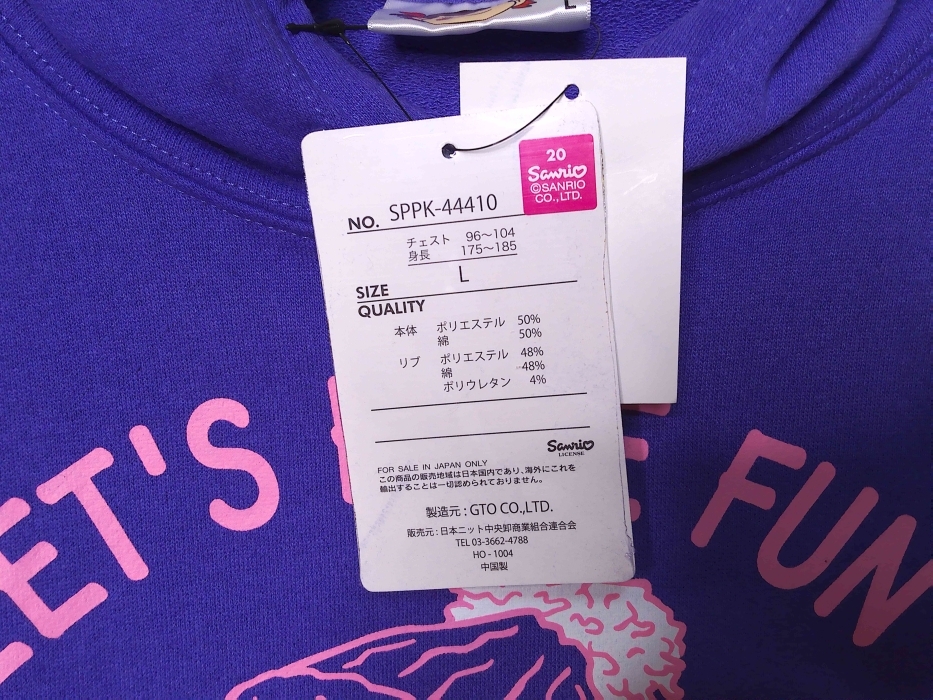 L
20
Sanrio
©SANRIO
CO., LTD.
NO. SPPK-44410
チェスト 96～104
身長 175～185
SIZE L
QUALITY
本体 ポリエステル 50%
綿 50%
リブ ポリエステル 48%
綿 48%
ポリウレタン 4%
Sanrio
LICENSE
FOR SALE IN JAPAN ONLY
この商品の販売地域は日本国内であり、海外にこれを
輸出することは一切認められておりません。
製造元：GTO CO.,LTD.
販売元：日本ニット中央卸商業組合連合会
TEL 03-3662-4788
HO-1004
中国製
LET'S
FUN